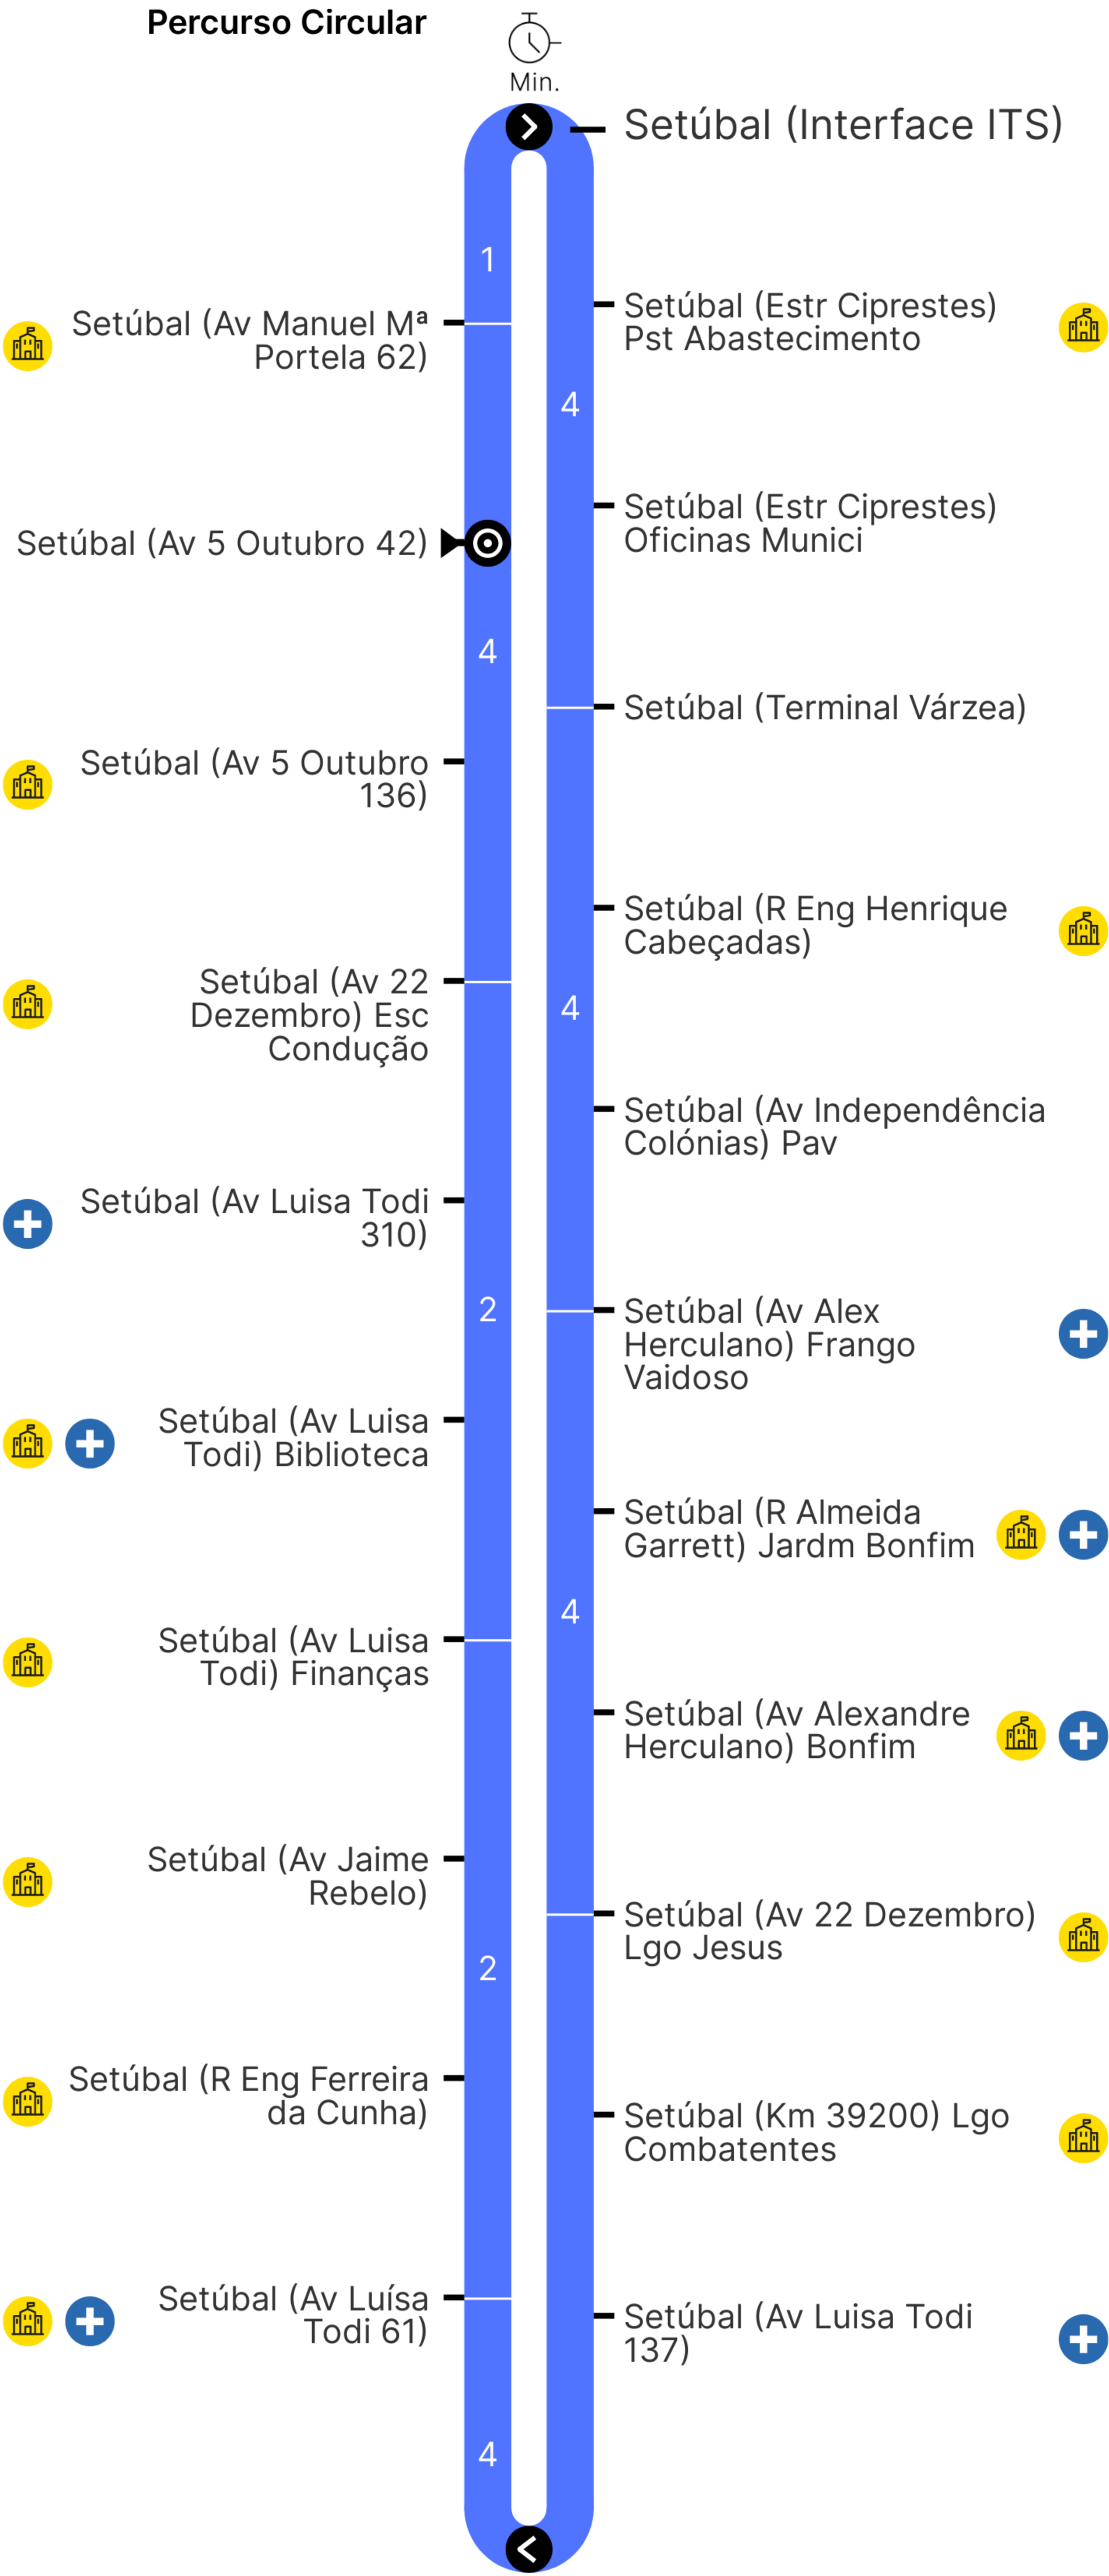 Percurso Circular
Min.
Setúbal (Interface ITS)
1
Setúbal (Estr Ciprestes)
Pst Abastecimento
4
Setúbal (Estr Ciprestes)
Oficinas Munici
Setúbal (Terminal Várzea)
Setúbal (R Eng Henrique
Cabeçadas)
4
Setúbal (Av Independência
Colónias) Pav
Setúbal (Av Alex
Herculano) Frango
Vaidoso
Setúbal (R Almeida
Garrett) Jardm Bonfim
4
Setúbal (Av Alexandre
Herculano) Bonfim
Setúbal (Av 22 Dezembro)
Lgo Jesus
Setúbal (Km 39200) Lgo
Combatentes
Setúbal (Av Luisa Todi
137)
4
Setúbal (Av Luísa
Todi 61)
Setúbal (R Eng Ferreira
da Cunha)
2
Setúbal (Av Jaime
Rebelo)
Setúbal (Av Luisa
Todi) Finanças
Setúbal (Av Luisa
Todi) Biblioteca
2
Setúbal (Av Luisa Todi
310)
Setúbal (Av 22
Dezembro) Esc
Condução
Setúbal (Av 5 Outubro
136)
4
Setúbal (Av 5 Outubro 42)
Setúbal (Av Manuel Mª
Portela 62)